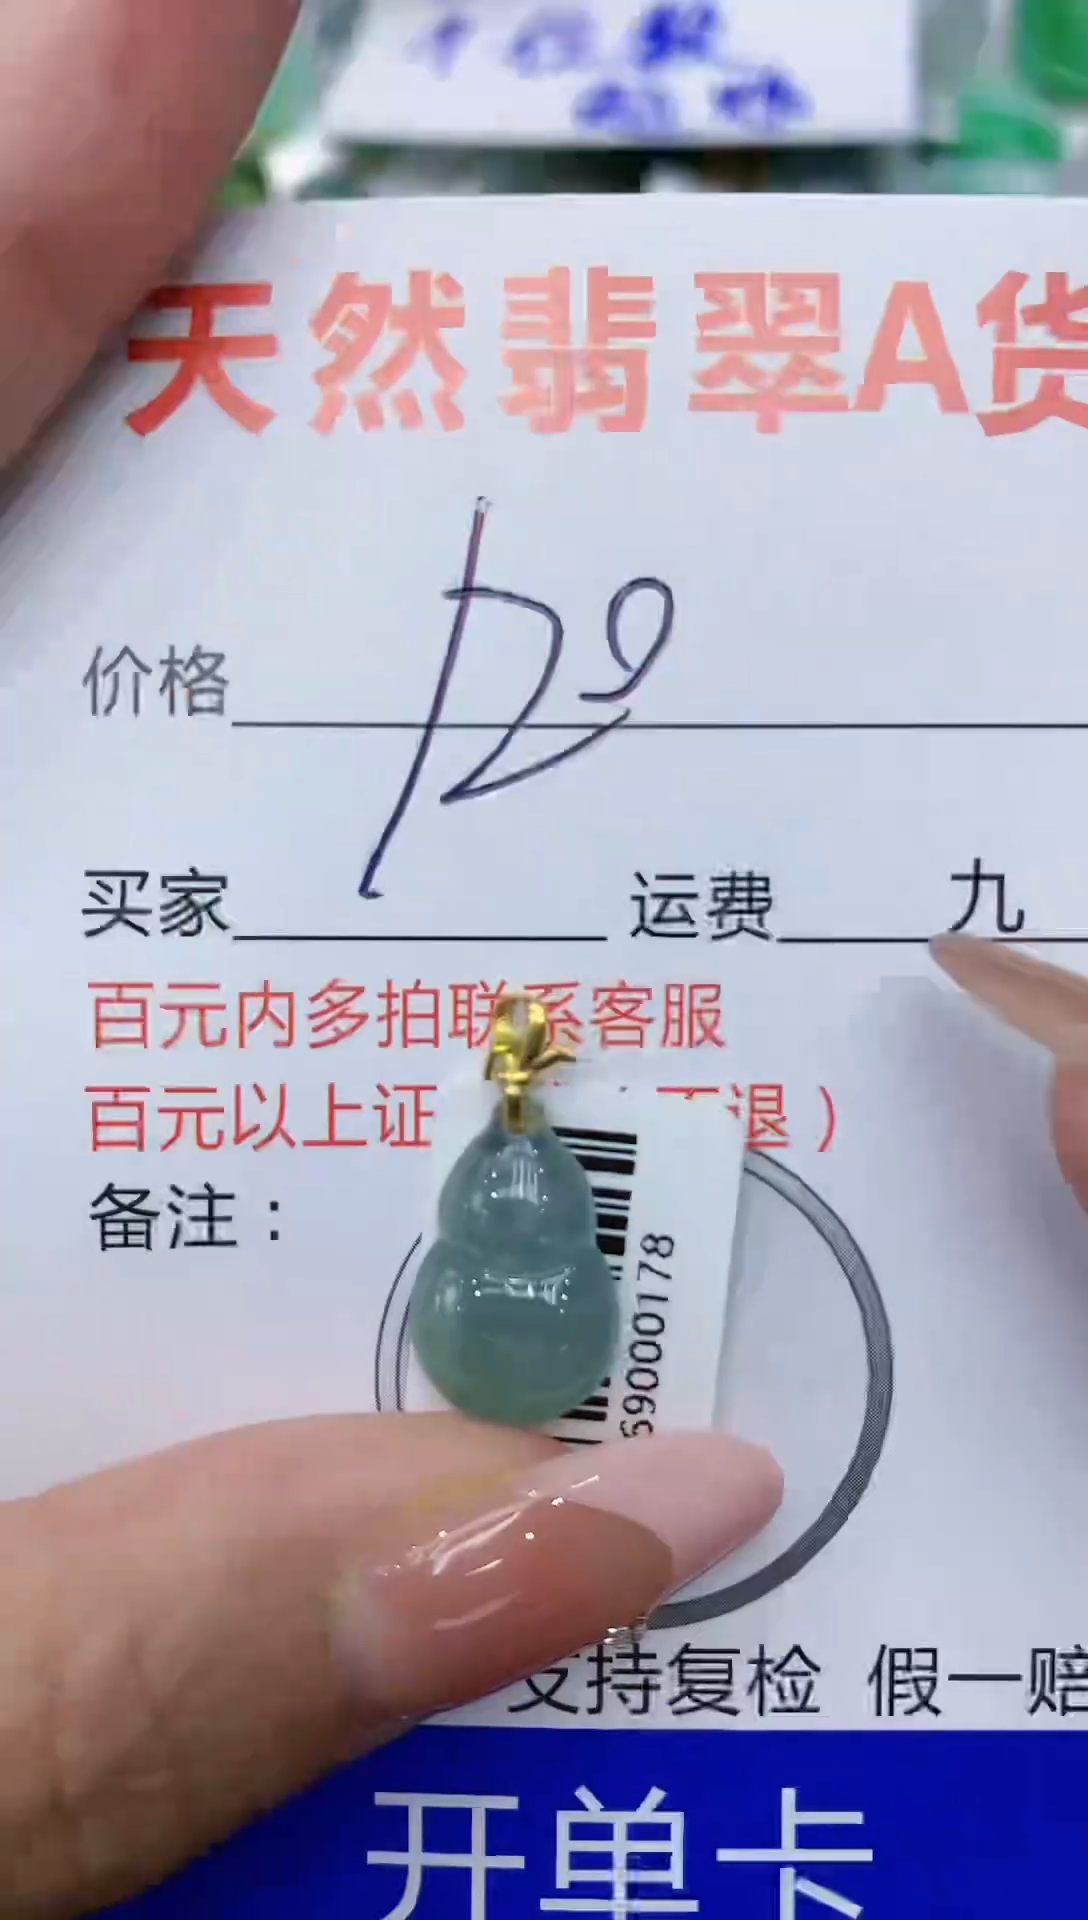 天然翡翠A货
价格 129
买家 运费 九
百元内多拍联系客服
百元以上证 退）
备注：
59000178
支持复检 假一赔
开单卡